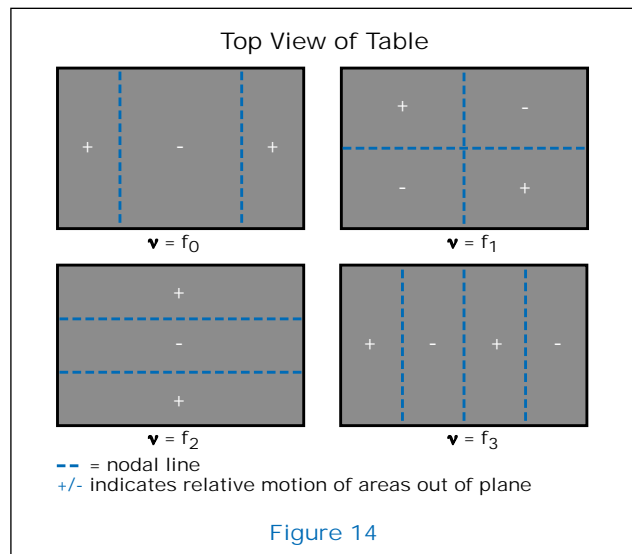 Top View of Table
+ - +
+ -
- +
ν = f0
ν = f1
+
-
+
+ - + -
ν = f2
ν = f3
-- = nodal line
+/- indicates relative motion of areas out of plane
Figure 14